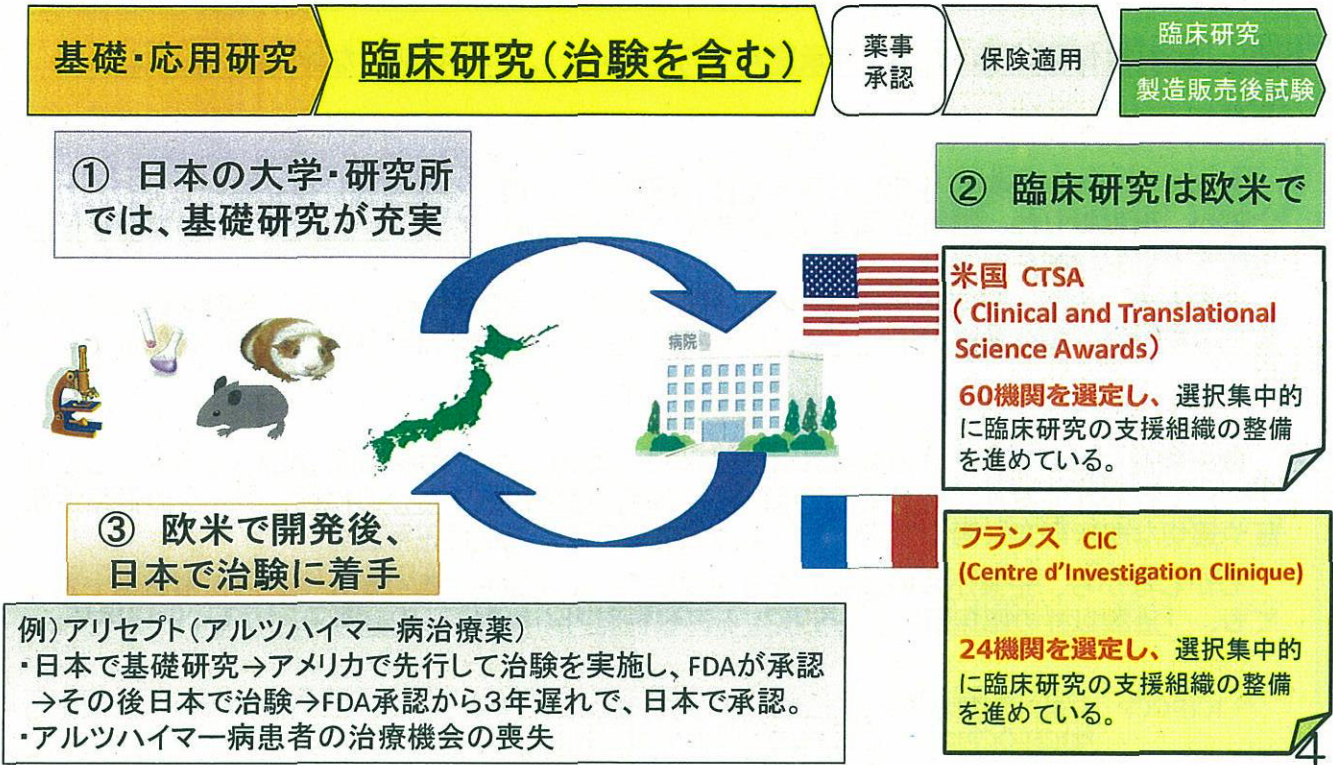 基礎・応用研究
臨床研究(治験を含む)
薬事
承認
保険適用
臨床研究
製造販売後試験
① 日本の大学・研究所
では、基礎研究が充実
② 臨床研究は欧米で
病院
米国 CTSA
( Clinical and Translational
Science Awards)
60機関を選定し、選択集中的
に臨床研究の支援組織の整備
を進めている。
③ 欧米で開発後、
日本で治験に着手
フランス CIC
(Centre d'Investigation Clinique)
24機関を選定し、選択集中的
に臨床研究の支援組織の整備
を進めている。
例)アリセプト(アルツハイマー病治療薬)
・日本で基礎研究→アメリカで先行して治験を実施し、FDAが承認
→その後日本で治験→FDA承認から3年遅れで、日本で承認。
・アルツハイマー病患者の治療機会の喪失
4